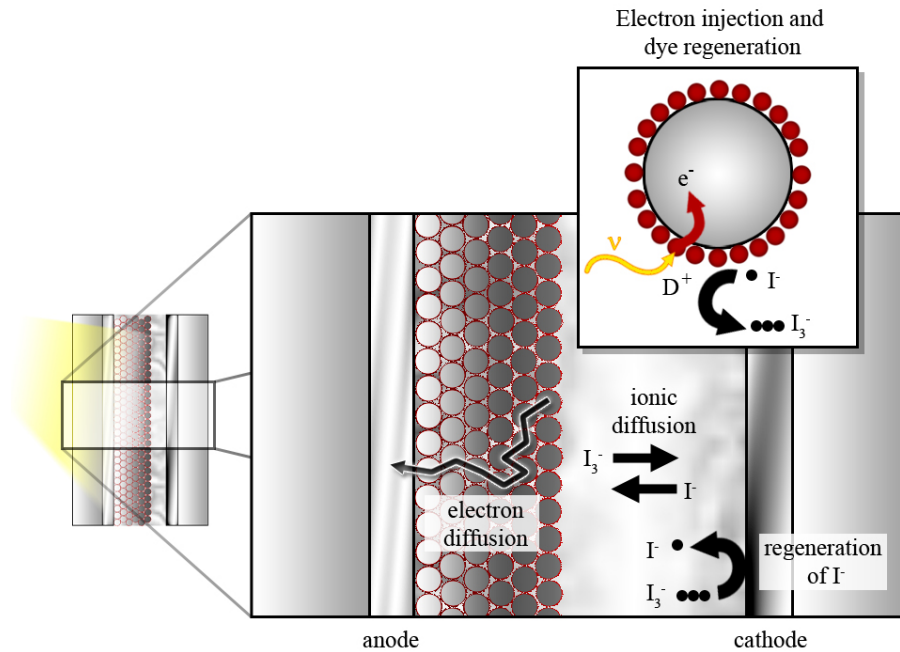 Electron injection and
dye regeneration
e⁻
ν
D⁺
I⁻
I₃⁻
ionic
diffusion
I₃⁻
I⁻
electron
diffusion
I⁻
regeneration
of I⁻
I₃⁻
anode
cathode